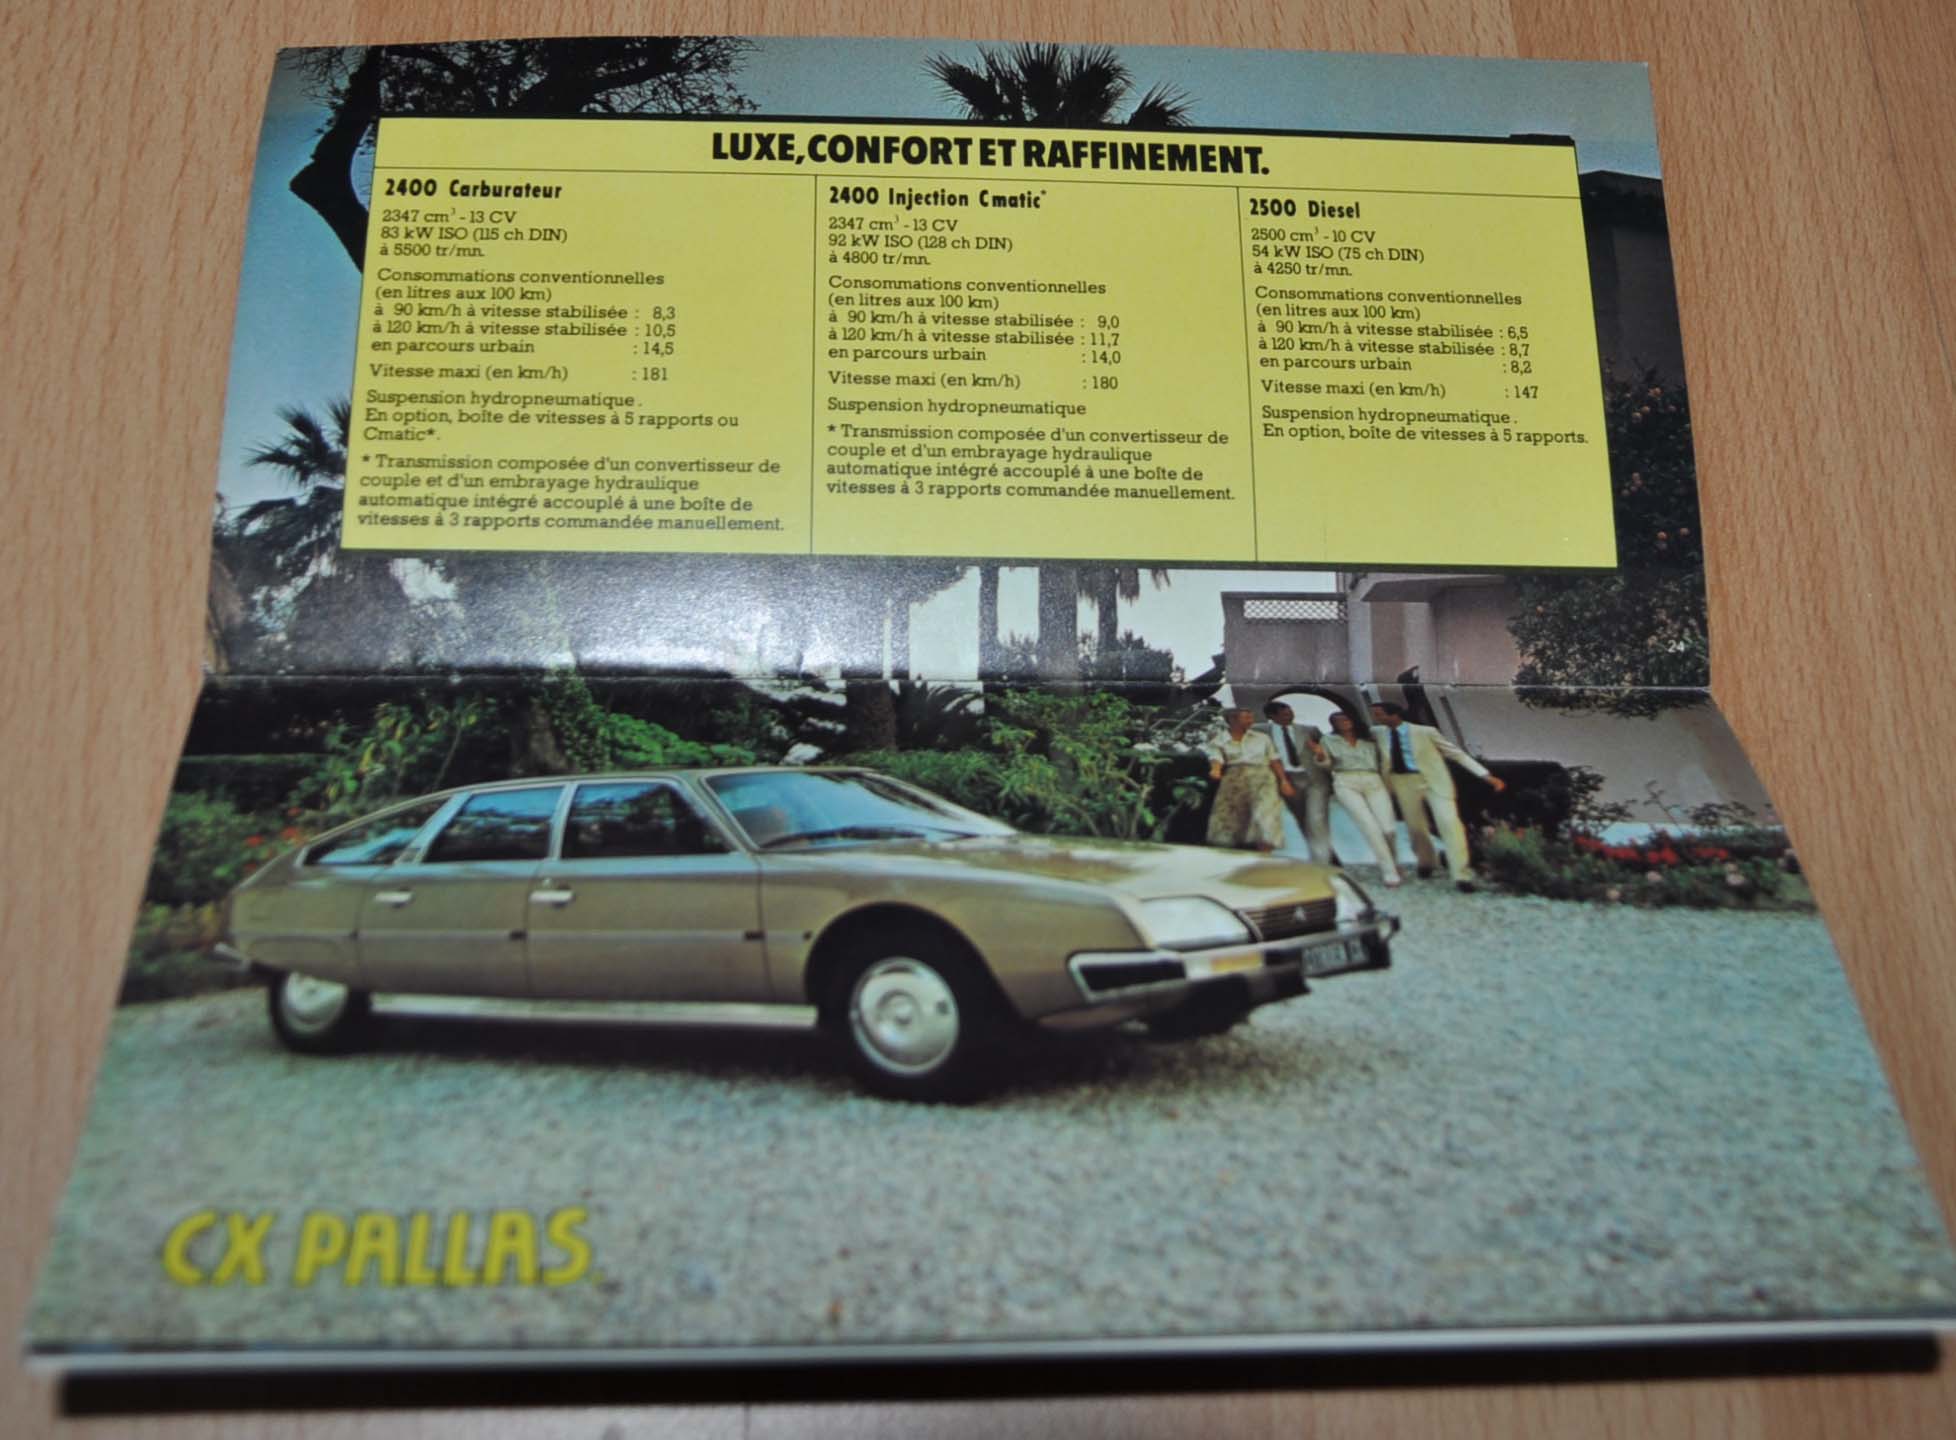 LUXE, CONFORT ET RAFFINEMENT.
2400 Carburateur
2347 cm³ - 13 CV
83 kW ISO (115 ch DIN)
à 5500 tr/mn.
Consommations conventionnelles
(en litres aux 100 km)
à 90 km/h à vitesse stabilisée : 8,3
à 120 km/h à vitesse stabilisée : 10,5
en parcours urbain : 14,5
Vitesse maxi (en km/h) : 181
Suspension hydropneumatique.
En option, boîte de vitesses à 5 rapports ou
Cmatic*.
* Transmission composée d'un convertisseur de
couple et d'un embrayage hydraulique
automatique intégré accouplé à une boîte de
vitesses à 3 rapports commandée manuellement.
2400 Injection Cmatic*
2347 cm³ - 13 CV
92 kW ISO (128 ch DIN)
à 4800 tr/mn.
Consommations conventionnelles
(en litres aux 100 km)
à 90 km/h à vitesse stabilisée : 9,0
à 120 km/h à vitesse stabilisée : 11,7
en parcours urbain : 14,0
Vitesse maxi (en km/h) : 180
Suspension hydropneumatique
* Transmission composée d'un convertisseur de
couple et d'un embrayage hydraulique
automatique intégré accouplé à une boîte de
vitesses à 3 rapports commandée manuellement.
2500 Diesel
2500 cm³ - 10 CV
54 kW ISO (75 ch DIN)
à 4250 tr/mn.
Consommations conventionnelles
(en litres aux 100 km)
à 90 km/h à vitesse stabilisée : 6,5
à 120 km/h à vitesse stabilisée : 8,7
en parcours urbain : 8,2
Vitesse maxi (en km/h) : 147
Suspension hydropneumatique.
En option, boîte de vitesses à 5 rapports.
24
CX PALLAS